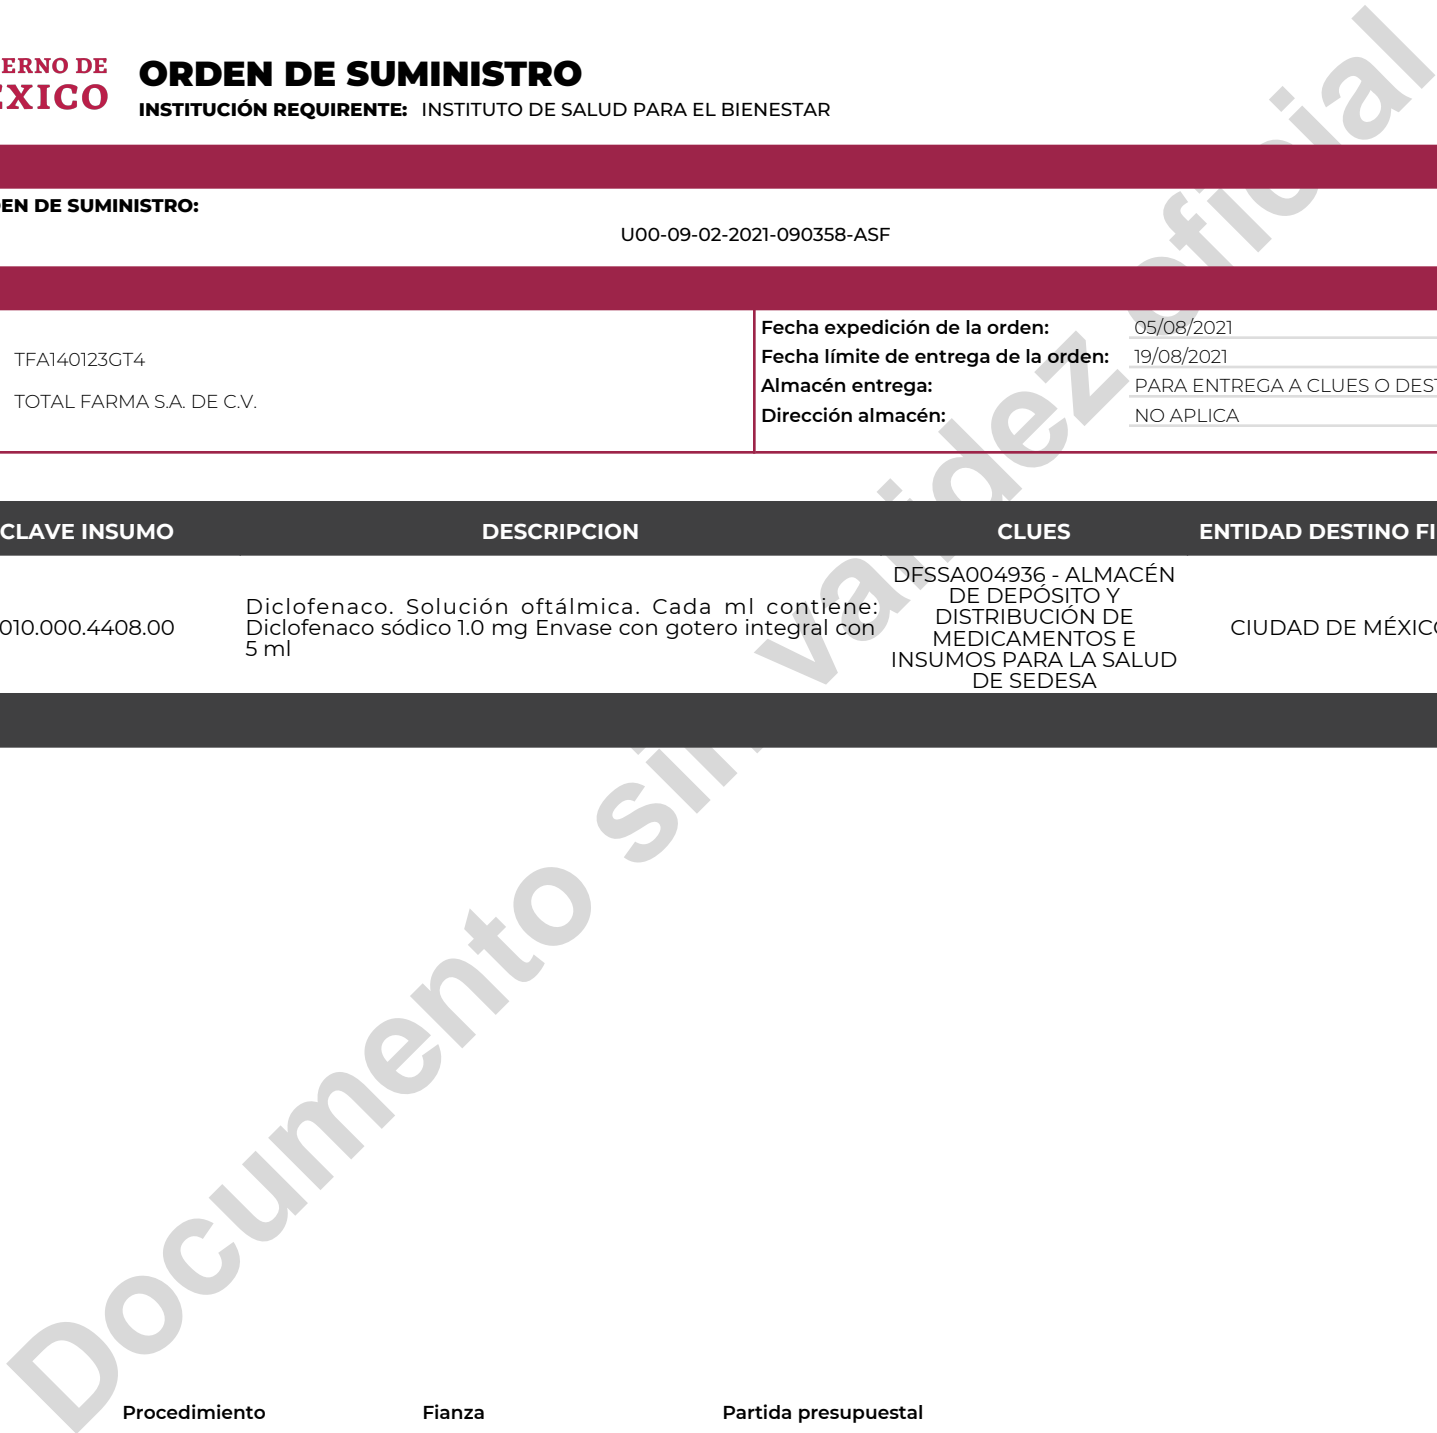 ERNO DE
ÉXICO
ORDEN DE SUMINISTRO
INSTITUCIÓN REQUIRENTE: INSTITUTO DE SALUD PARA EL BIENESTAR
EN DE SUMINISTRO:
U00-09-02-2021-090358-ASF
TFA140123GT4
TOTAL FARMA S.A. DE C.V.
Fecha expedición de la orden: 05/08/2021
Fecha límite de entrega de la orden: 19/08/2021
Almacén entrega: PARA ENTREGA A CLUES O DEST
Dirección almacén: NO APLICA
CLAVE INSUMO DESCRIPCION CLUES ENTIDAD DESTINO FI
010.000.4408.00
Diclofenaco. Solución oftálmica. Cada ml contiene:
Diclofenaco sódico 1.0 mg Envase con gotero integral con
5 ml
DFSSA004936 - ALMACÉN
DE DEPÓSITO Y
DISTRIBUCIÓN DE
MEDICAMENTOS E
INSUMOS PARA LA SALUD
DE SEDESA
CIUDAD DE MÉXICO
Documento sin validez oficial
Procedimiento Fianza Partida presupuestal